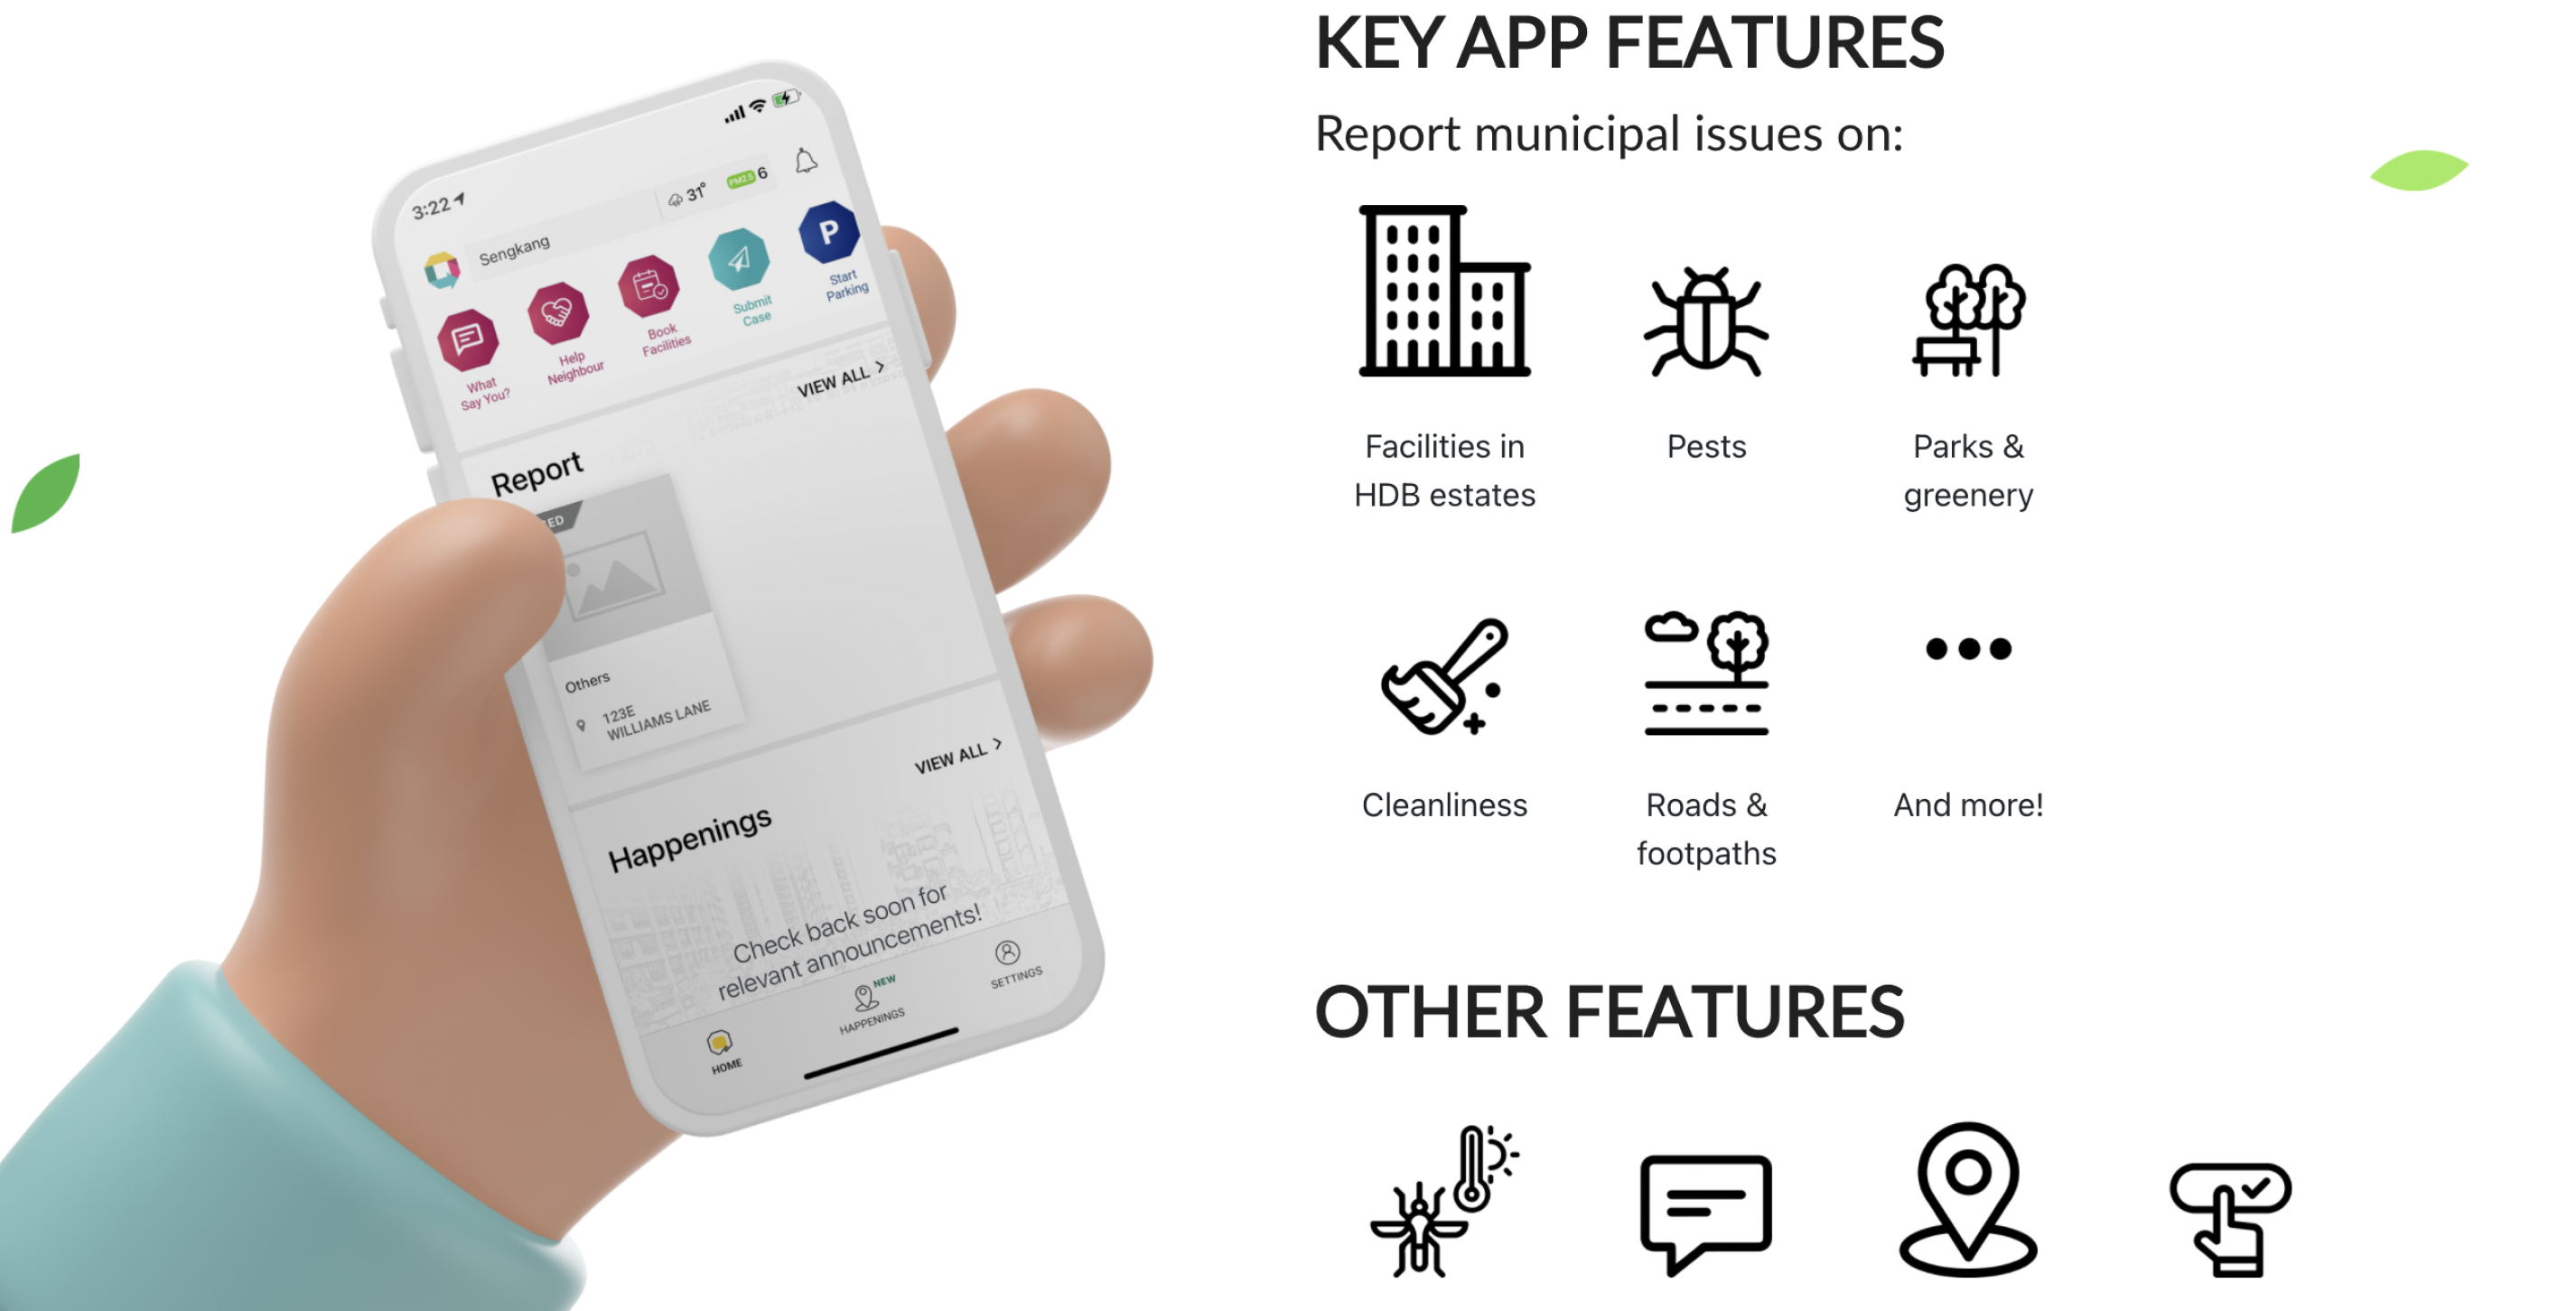 3:22
Sengkang
31°
PM2.5 6
What
Say You?
Help
Neighbour
Book
Facilities
Submit
Case
P
Start
Parking
Report
VIEW ALL >
Others
123E
WILLIAMS LANE
Happenings
VIEW ALL >
Check back soon for
relevant announcements!
HOME
NEW
HAPPENINGS
SETTINGS
KEY APP FEATURES
Report municipal issues on:
Facilities in
HDB estates
Pests
Parks &
greenery
Cleanliness
Roads &
footpaths
And more!
OTHER FEATURES